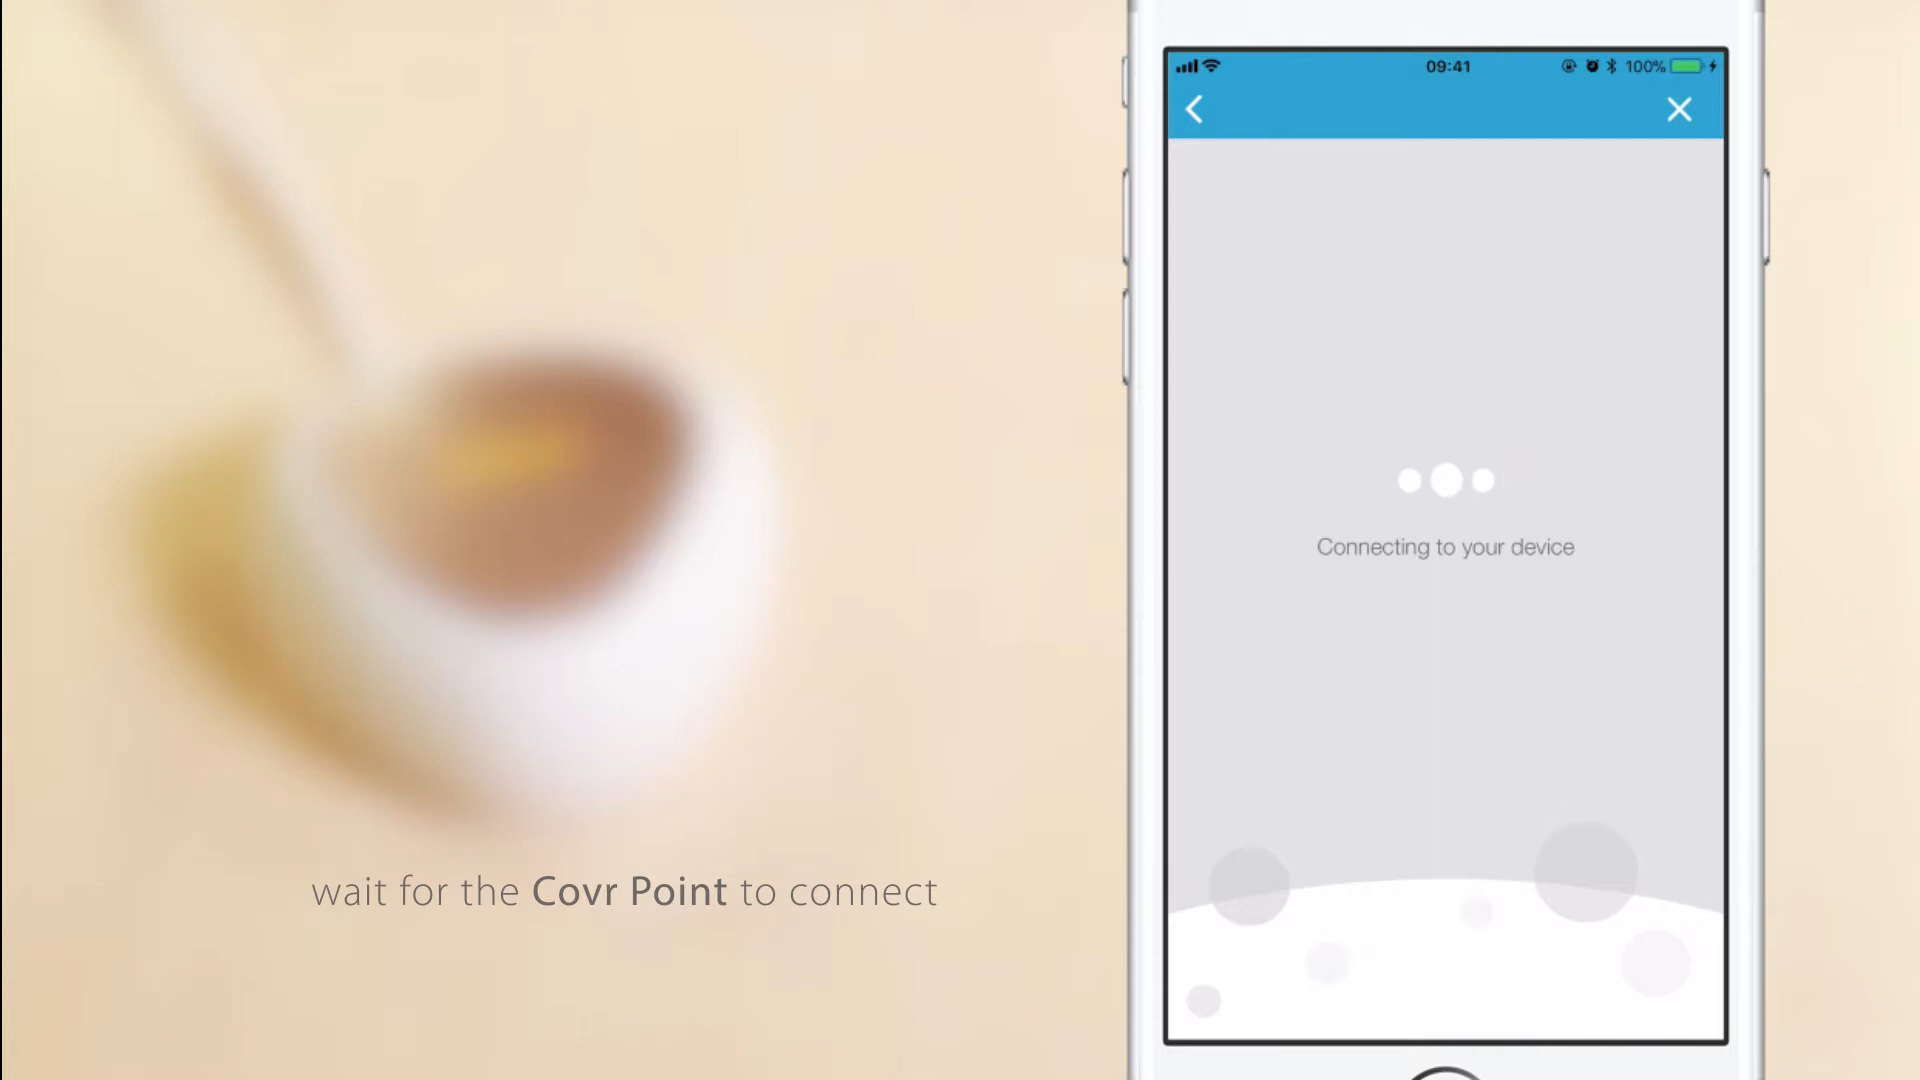 09:41
100%
Connecting to your device
wait for the Covr Point to connect